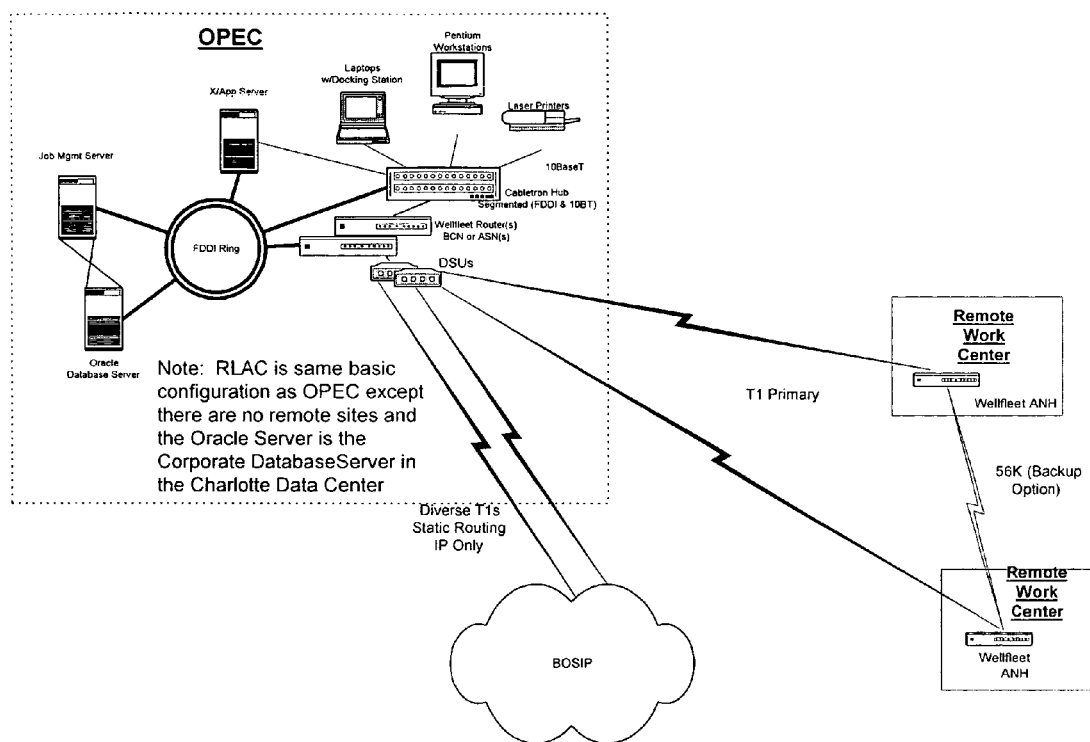 OPEC
Pentium
Workstations
Laptops
w/Docking Station
X/App Server
Laser Printers
Job Mgmt Server
10BaseT
Cabletron Hub
Segmented (FDDI & 10BT)
Wellfleet Router(s)
BCN or ASN(s)
FDDI Ring
DSUs
Oracle
Database Server
Note: RLAC is same basic
configuration as OPEC except
there are no remote sites and
the Oracle Server is the
Corporate DatabaseServer in
the Charlotte Data Center
Remote
Work
Center
Wellfleet ANH
T1 Primary
56K (Backup
Option)
Diverse T1s
Static Routing
IP Only
Remote
Work
Center
Wellfleet
ANH
BOSIP